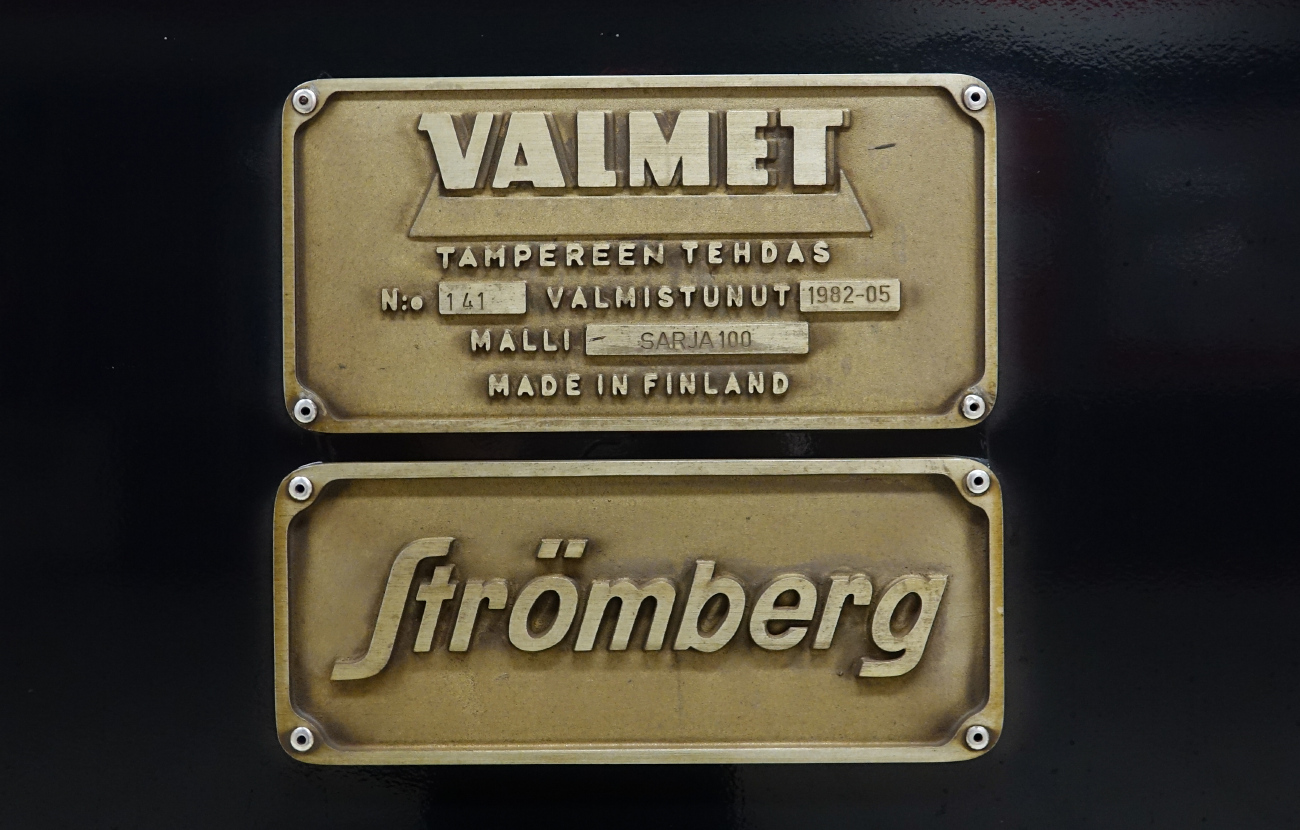 VALMET
TAMPEREEN TEHDAS
N:o 141 VALMISTUNUT 1982-05
MALLI SARJA 100
MADE IN FINLAND
Strömberg